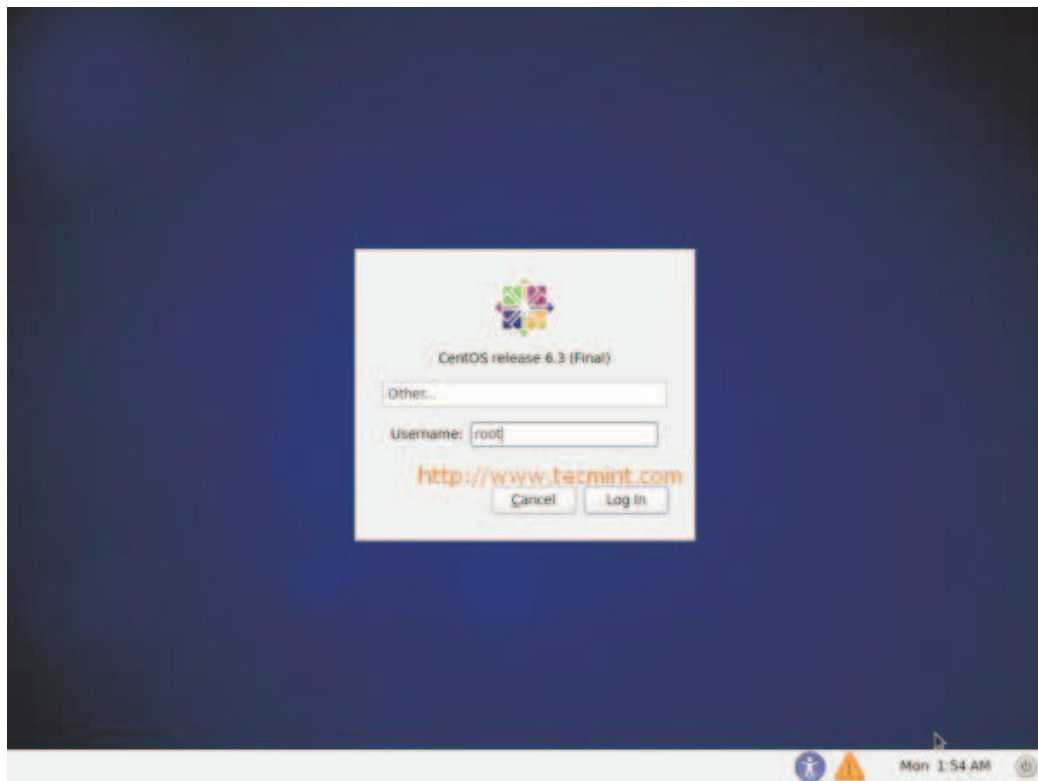 CentOS release 6.3 (Final)
Other...
Username: root
http://www.tecmint.com
Cancel Log In
Mon 1:54 AM